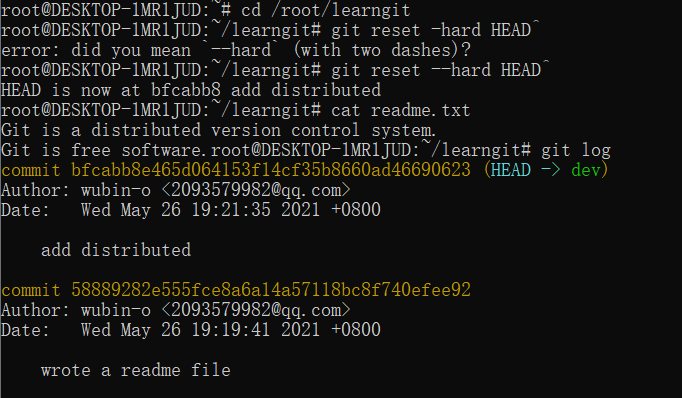 root@DESKTOP-1MR1JUD:~# cd /root/learngit
root@DESKTOP-1MR1JUD:~/learngit# git reset -hard HEAD^
error: did you mean `--hard` (with two dashes)?
root@DESKTOP-1MR1JUD:~/learngit# git reset --hard HEAD^
HEAD is now at bfcabb8 add distributed
root@DESKTOP-1MR1JUD:~/learngit# cat readme.txt
Git is a distributed version control system.
Git is free software.root@DESKTOP-1MR1JUD:~/learngit# git log
commit bfcabb8e465d064153f14cf35b8660ad46690623 (HEAD -> dev)
Author: wubin-o <2093579982@qq.com>
Date:   Wed May 26 19:21:35 2021 +0800
    add distributed
commit 58889282e555fce8a6a14a57118bc8f740efee92
Author: wubin-o <2093579982@qq.com>
Date:   Wed May 26 19:19:41 2021 +0800
    wrote a readme file